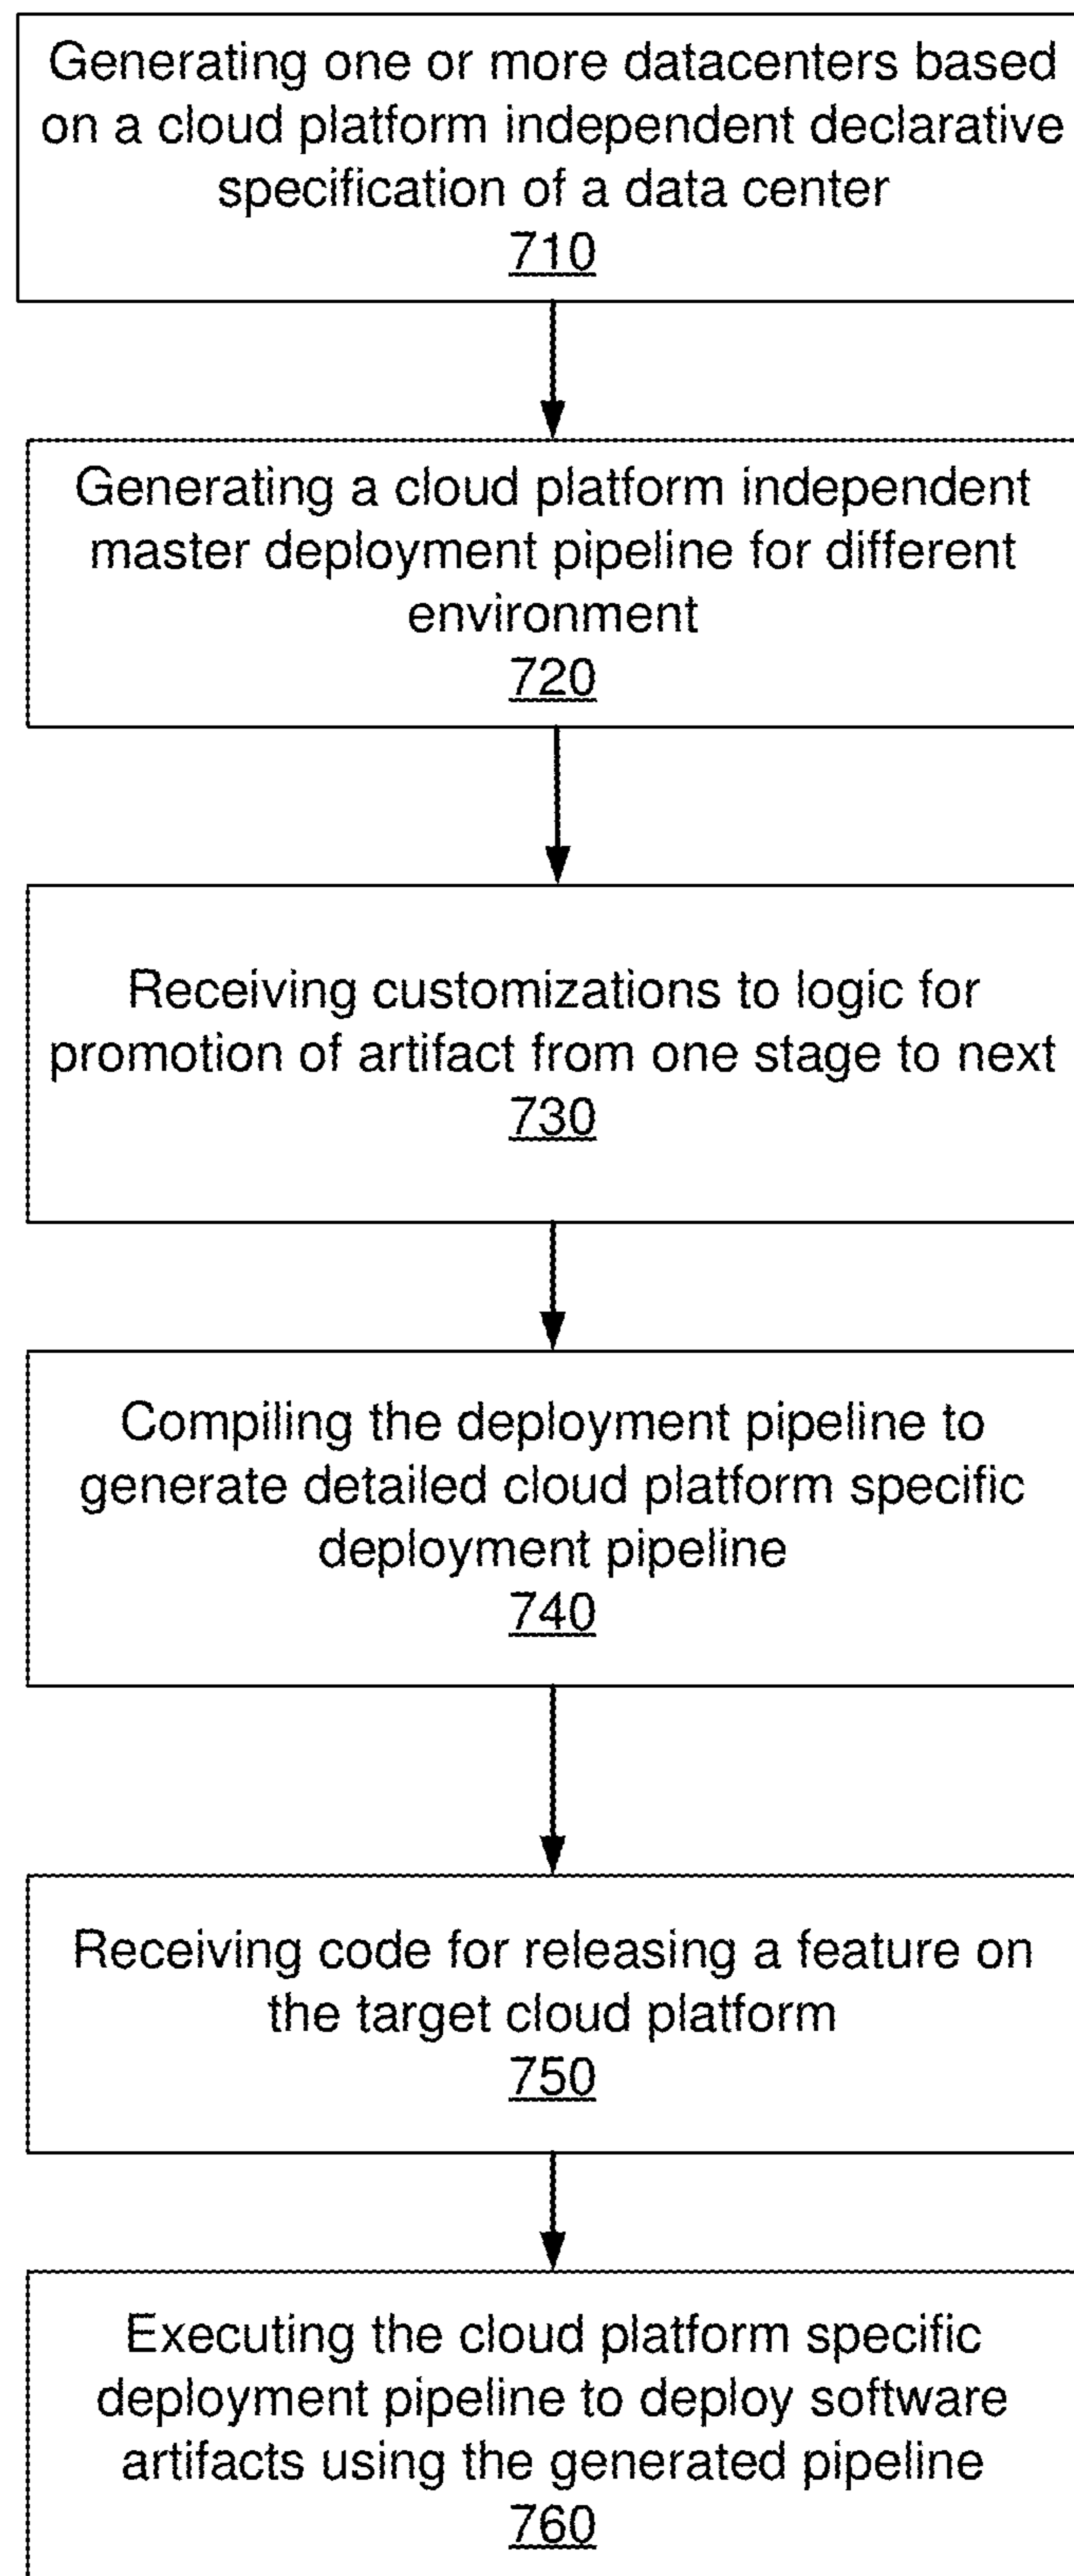 Generating one or more datacenters based
on a cloud platform independent declarative
specification of a data center
710
Generating a cloud platform independent
master deployment pipeline for different
environment
720
Receiving customizations to logic for
promotion of artifact from one stage to next
730
Compiling the deployment pipeline to
generate detailed cloud platform specific
deployment pipeline
740
Receiving code for releasing a feature on
the target cloud platform
750
Executing the cloud platform specific
deployment pipeline to deploy software
artifacts using the generated pipeline
760